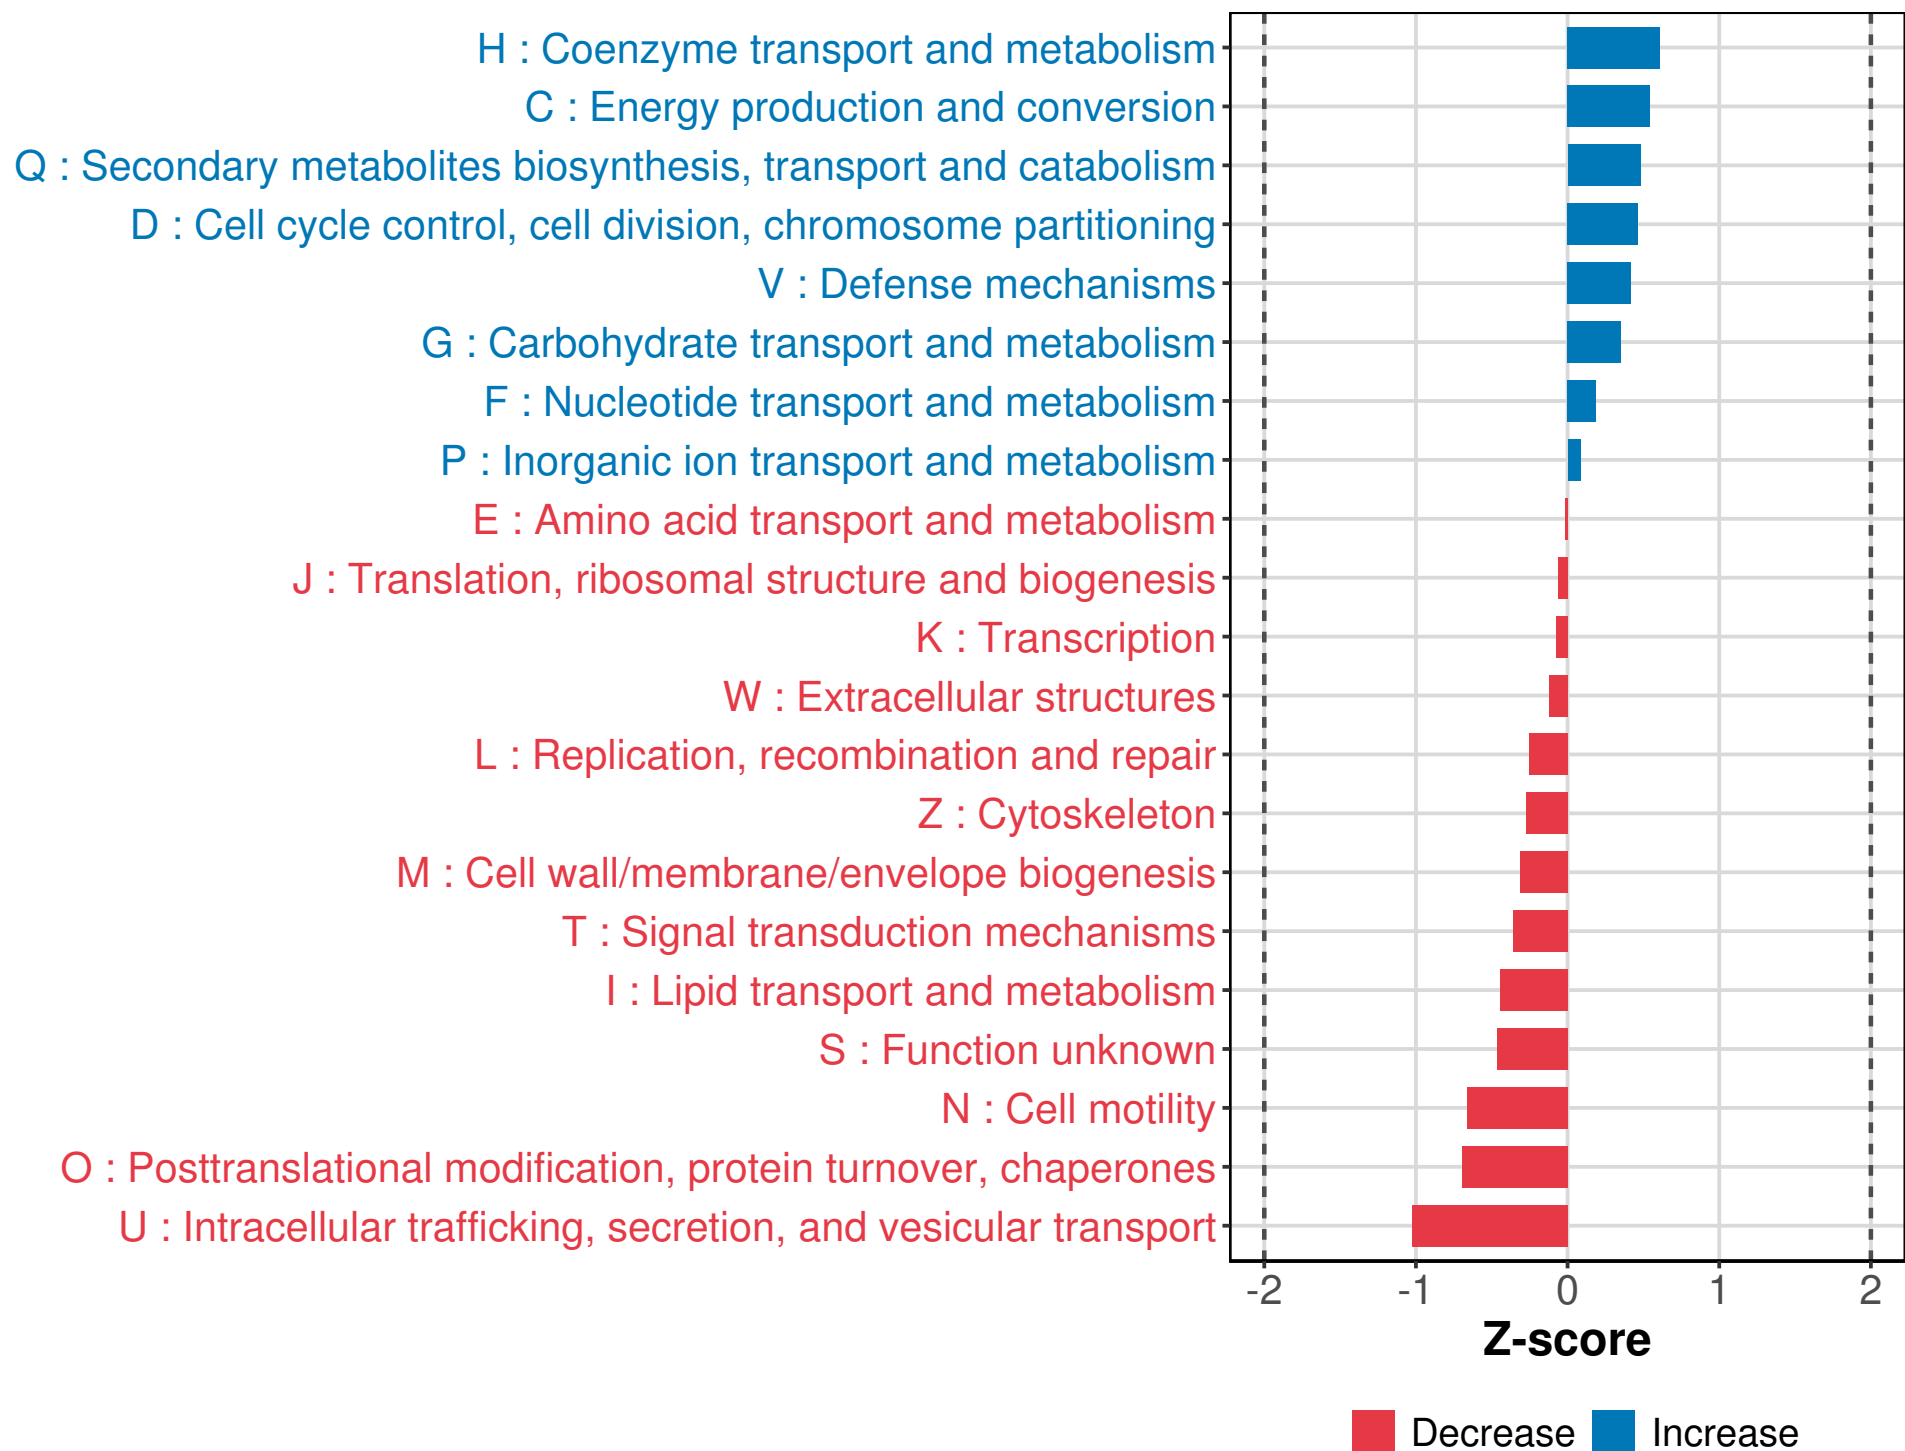 H : Coenzyme transport and metabolism
C : Energy production and conversion
Q : Secondary metabolites biosynthesis, transport and catabolism
D : Cell cycle control, cell division, chromosome partitioning
V : Defense mechanisms
G : Carbohydrate transport and metabolism
F : Nucleotide transport and metabolism
P : Inorganic ion transport and metabolism
E : Amino acid transport and metabolism
J : Translation, ribosomal structure and biogenesis
K : Transcription
W : Extracellular structures
L : Replication, recombination and repair
Z : Cytoskeleton
M : Cell wall/membrane/envelope biogenesis
T : Signal transduction mechanisms
I : Lipid transport and metabolism
S : Function unknown
N : Cell motility
O : Posttranslational modification, protein turnover, chaperones
U : Intracellular trafficking, secretion, and vesicular transport
-2 -1 0 1 2
Z-score
Decrease Increase